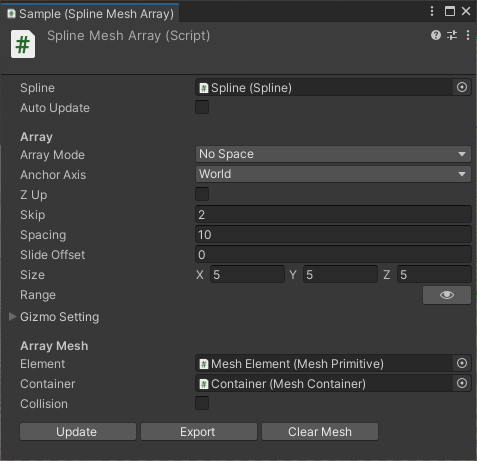 Sample (Spline Mesh Array)
Spline Mesh Array (Script)
Spline Spline (Spline)
Auto Update
Array
Array Mode No Space
Anchor Axis World
Z Up
Skip 2
Spacing 10
Slide Offset 0
Size X 5 Y 5 Z 5
Range
Gizmo Setting
Array Mesh
Element Mesh Element (Mesh Primitive)
Container Container (Mesh Container)
Collision
Update Export Clear Mesh